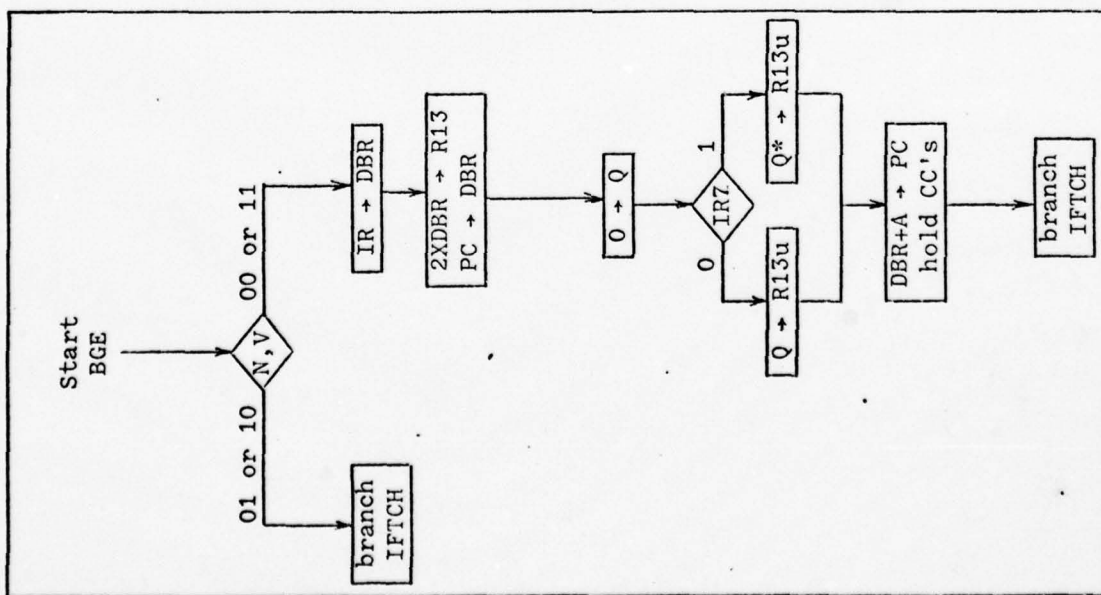 Start
BGE
N,V
01 or 10
00 or 11
branch
IFTCH
IR → DBR
2XDBR → R13
PC → DBR
O → Q
IR7
0
1
Q → R13u
Q* → R13u
DBR+A → PC
hold CC's
branch
IFTCH